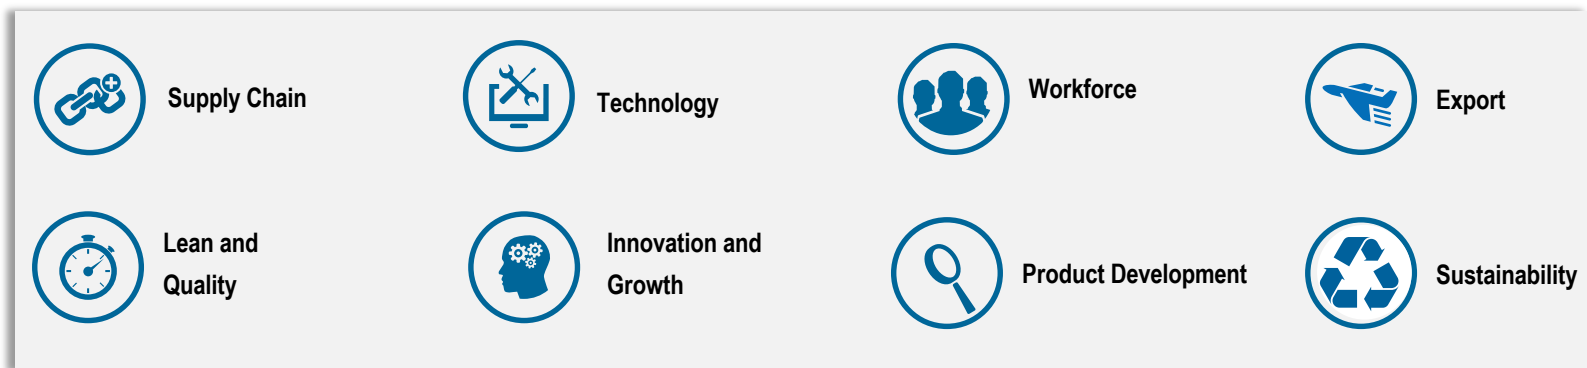 Supply Chain
Technology
Workforce
Export
Lean and
Quality
Innovation and
Growth
Product Development
Sustainability